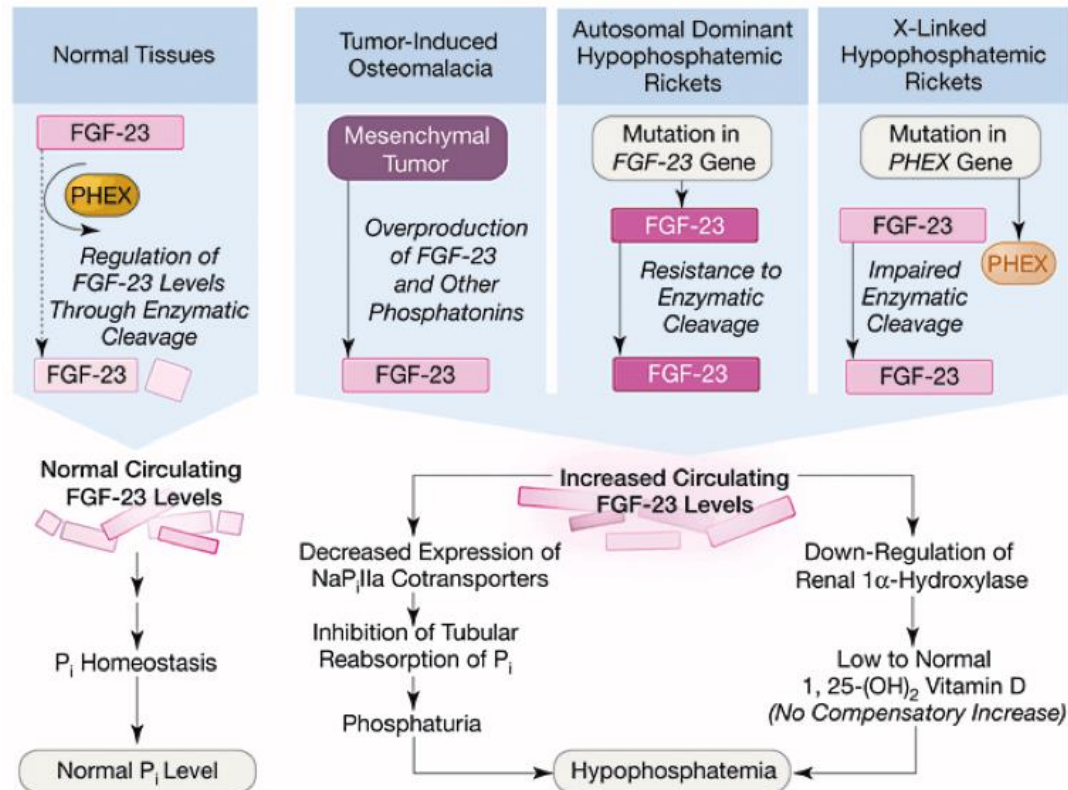 Normal Tissues
FGF-23
PHEX
Regulation of
FGF-23 Levels
Through Enzymatic
Cleavage
FGF-23
Normal Circulating
FGF-23 Levels
Pi Homeostasis
Normal Pi Level
Tumor-Induced
Osteomalacia
Mesenchymal
Tumor
Overproduction
of FGF-23
and Other
Phosphatonins
FGF-23
Autosomal Dominant
Hypophosphatemic
Rickets
Mutation in
FGF-23 Gene
FGF-23
Resistance to
Enzymatic
Cleavage
FGF-23
X-Linked
Hypophosphatemic
Rickets
Mutation in
PHEX Gene
FGF-23
PHEX
Impaired
Enzymatic
Cleavage
FGF-23
Increased Circulating
FGF-23 Levels
Decreased Expression of
NaPiIIa Cotransporters
Inhibition of Tubular
Reabsorption of Pi
Phosphaturia
Down-Regulation of
Renal 1α-Hydroxylase
Low to Normal
1, 25-(OH)2 Vitamin D
(No Compensatory Increase)
Hypophosphatemia